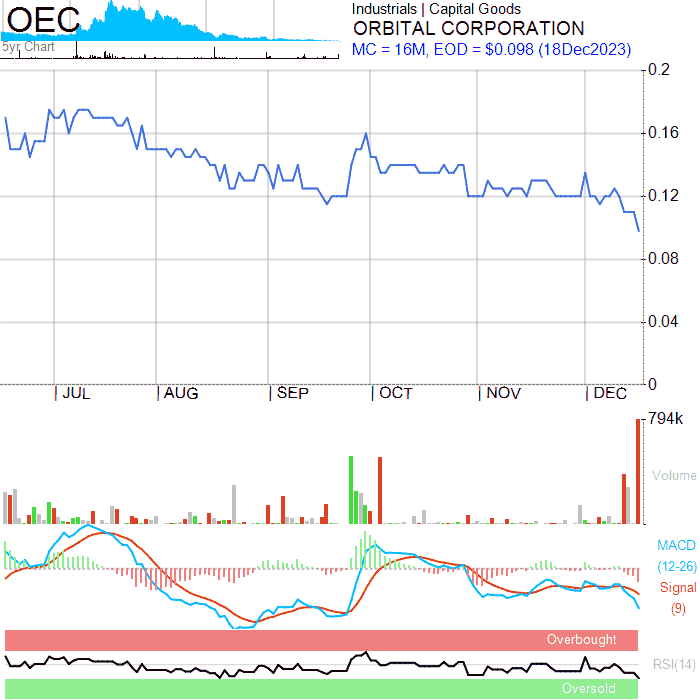 OEC
5yr Chart
Industrials | Capital Goods
ORBITAL CORPORATION
MC = 16M, EOD = $0.098 (18Dec2023)
0.2
0.16
0.12
0.08
0.04
0
JUL AUG SEP OCT NOV DEC
794k
Volume
MACD
(12-26)
Signal
(9)
Overbought
RSI(14)
Oversold